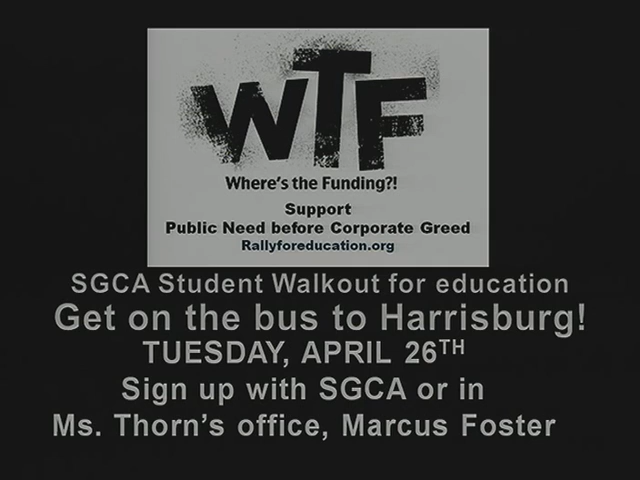 WTF
Where's the Funding?!
Support
Public Need before Corporate Greed
Rallyforeducation.org
SGCA Student Walkout for education
Get on the bus to Harrisburg!
TUESDAY, APRIL 26TH
Sign up with SGCA or in
Ms. Thorn's office, Marcus Foster